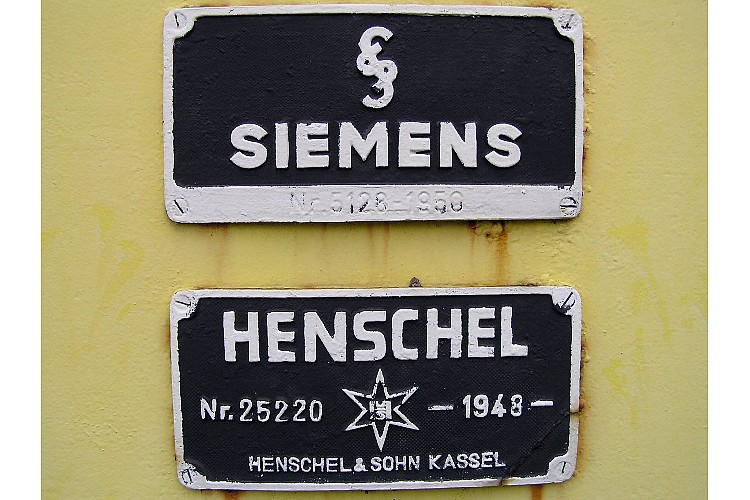 SIEMENS
Nr. 5128-1950
HENSCHEL
Nr. 25220 — 1948 —
HENSCHEL & SOHN KASSEL